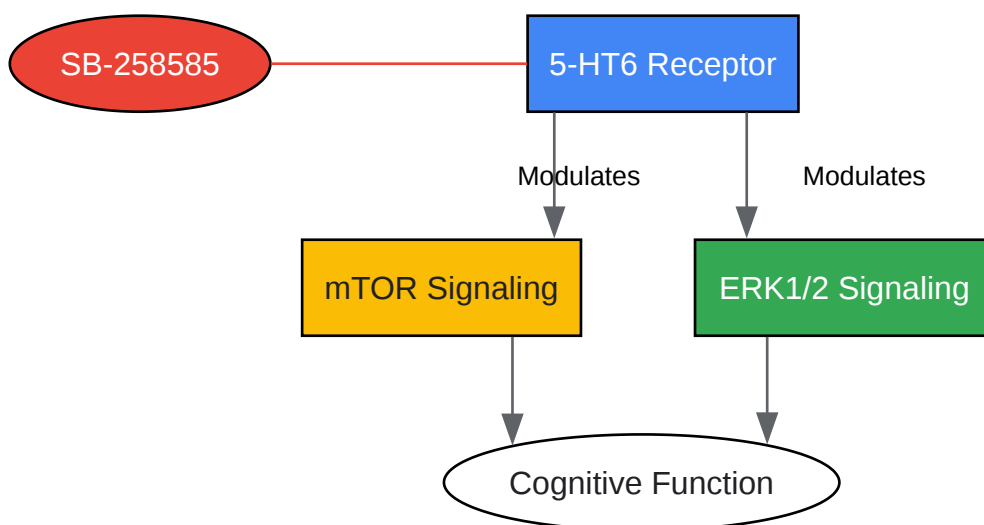 SB-258585
5-HT6 Receptor
Modulates
Modulates
mTOR Signaling
ERK1/2 Signaling
Cognitive Function